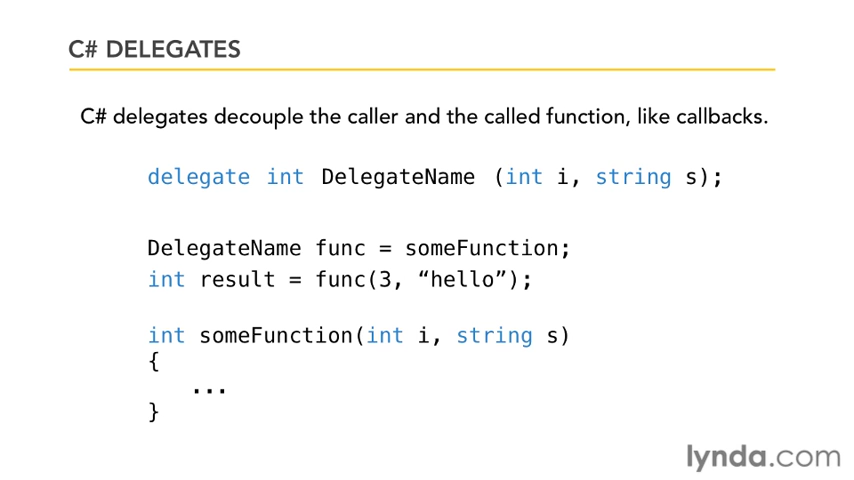 C# DELEGATES
C# delegates decouple the caller and the called function, like callbacks.
delegate int DelegateName (int i, string s);
DelegateName func = someFunction;
int result = func(3, “hello”);
int someFunction(int i, string s)
{
...
}
lynda.com